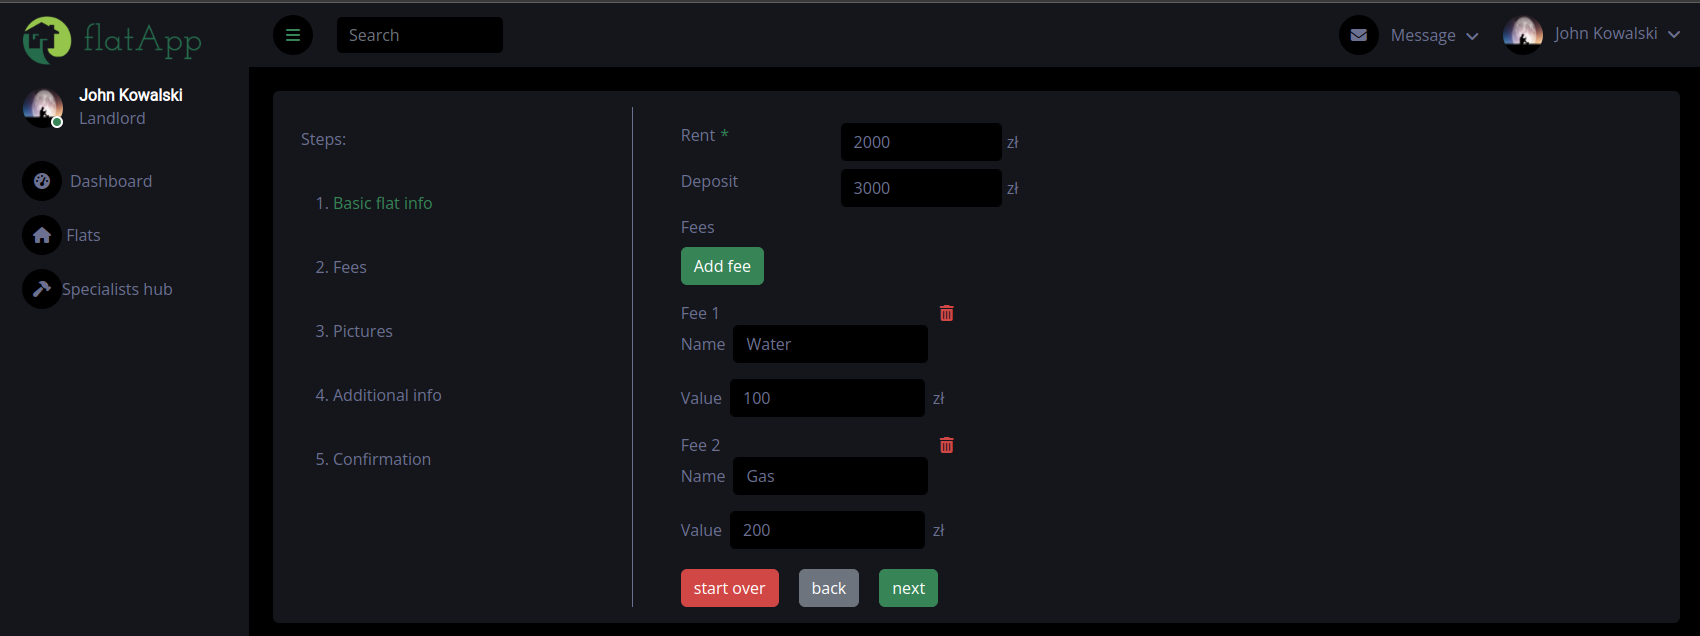 flatApp
Search
Message
John Kowalski
John Kowalski
Landlord
Dashboard
Flats
Specialists hub
Steps:
1. Basic flat info
2. Fees
3. Pictures
4. Additional info
5. Confirmation
Rent * 2000 zł
Deposit 3000 zł
Fees
Add fee
Fee 1
Name Water
Value 100 zł
Fee 2
Name Gas
Value 200 zł
start over back next